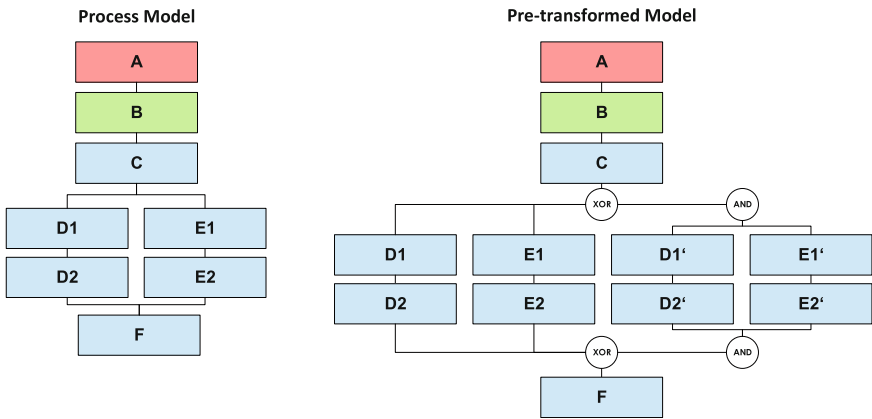 Process Model
A
B
C
D1 E1
D2 E2
F
Pre-transformed Model
A
B
C
XOR AND
D1 E1 D1‘ E1‘
D2 E2 D2‘ E2‘
XOR AND
F